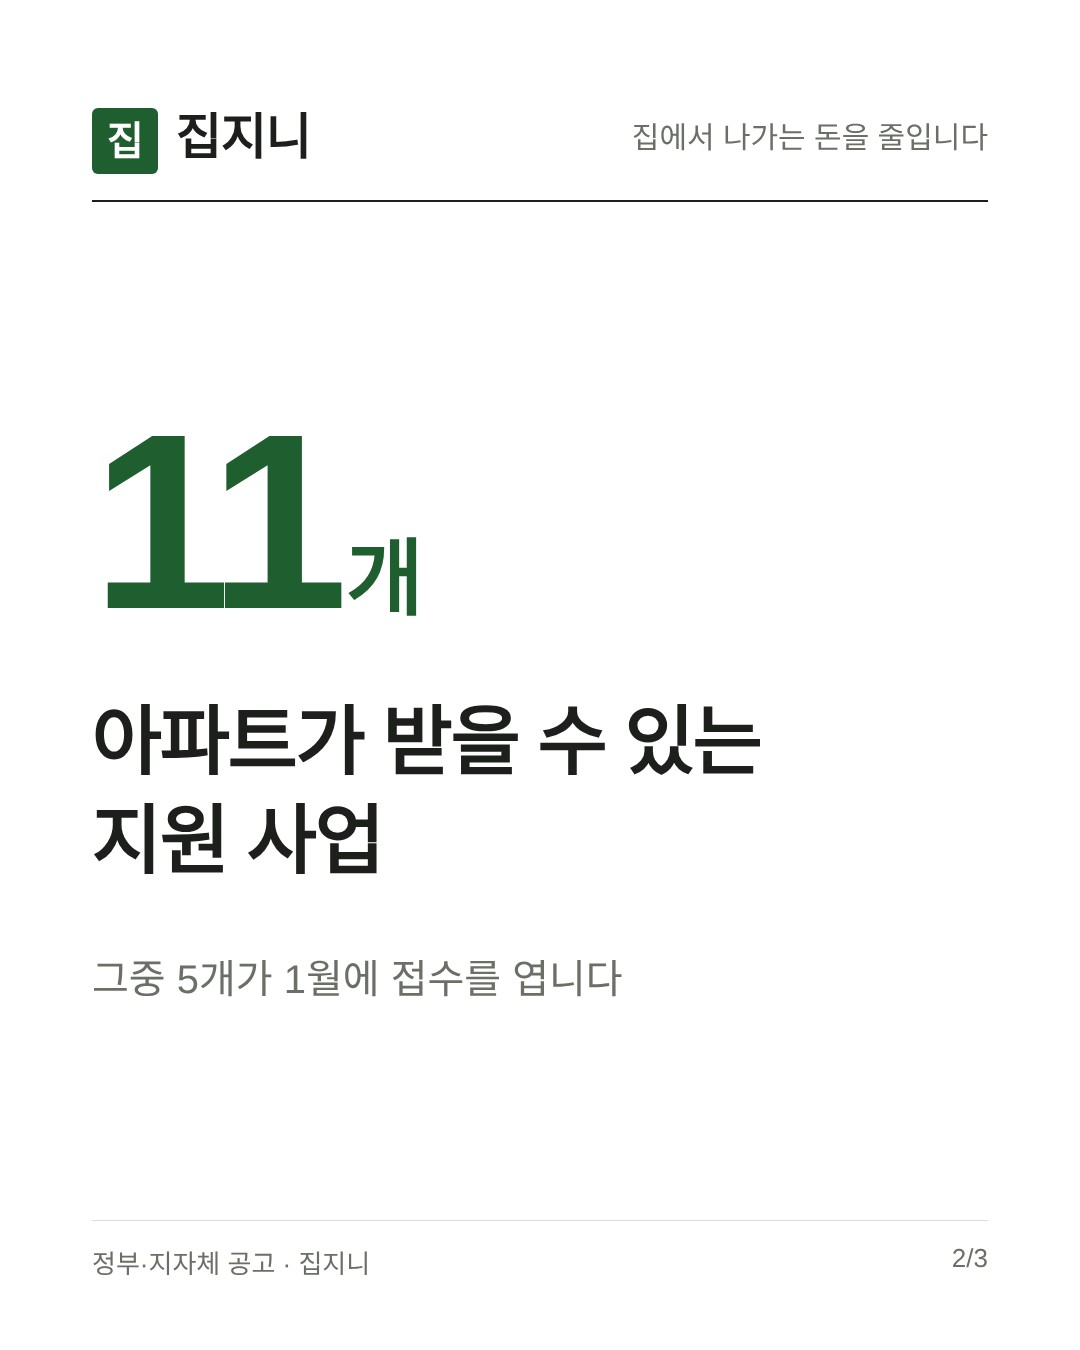 집 집지니
집에서 나가는 돈을 줄입니다
11개
아파트가 받을 수 있는
지원 사업
그중 5개가 1월에 접수를 엽니다
정부·지자체 공고 · 집지니
2/3